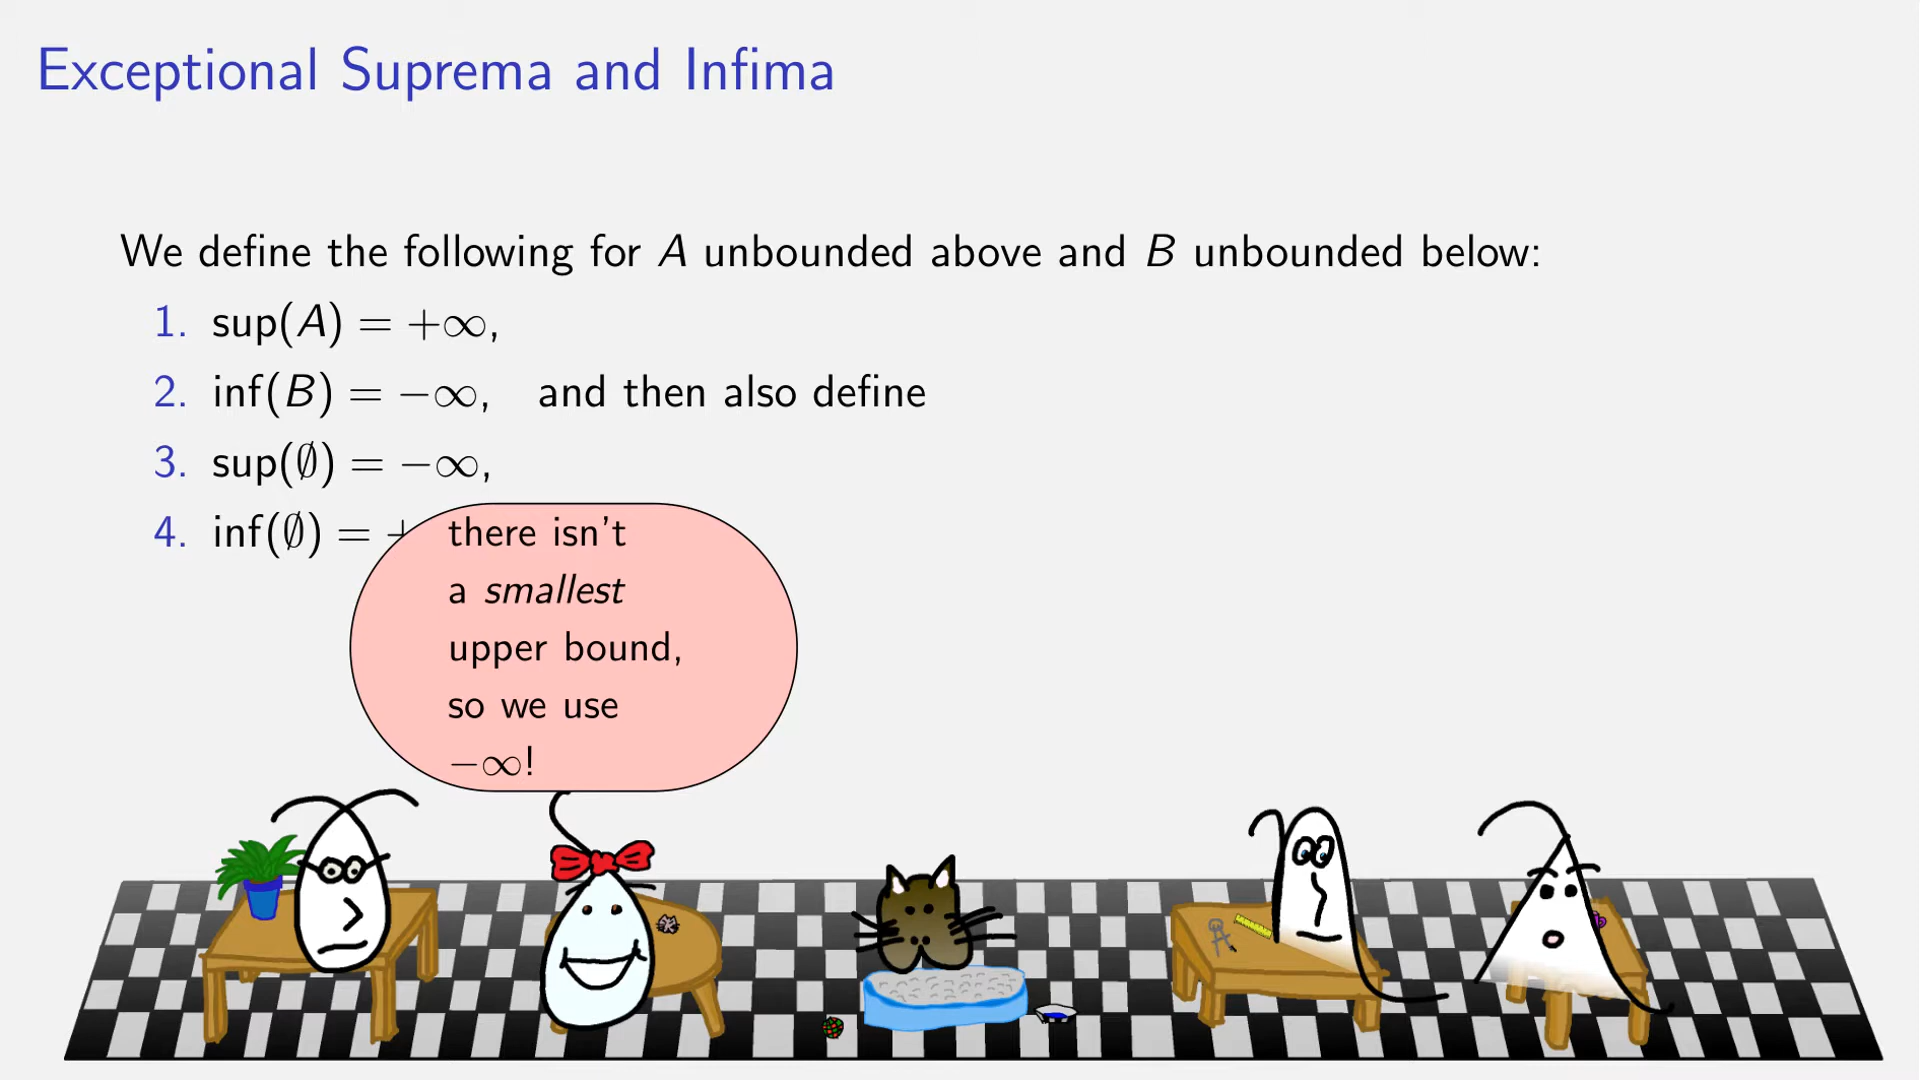 Exceptional Suprema and Infima
We define the following for A unbounded above and B unbounded below:
1. sup(A) = +∞,
2. inf(B) = −∞, and then also define
3. sup(∅) = −∞,
4. inf(∅) = +
there isn't
a smallest
upper bound,
so we use
−∞!